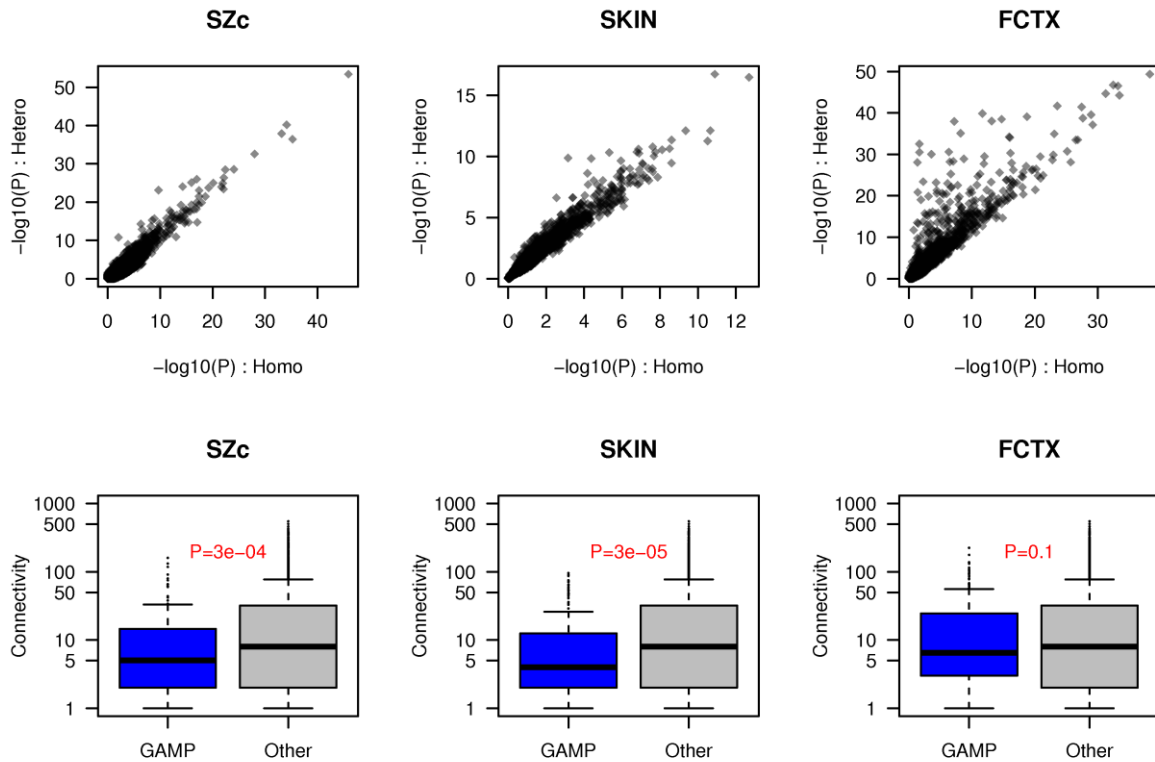 SZc
SKIN
FCTX
−log10(P) : Hetero
50
40
30
20
10
0
0 10 20 30 40
−log10(P) : Homo
−log10(P) : Hetero
15
10
5
0
0 2 4 6 8 10 12
−log10(P) : Homo
−log10(P) : Hetero
50
40
30
20
10
0
0 10 20 30
−log10(P) : Homo
SZc
SKIN
FCTX
Connectivity
1000
500
100
50
10
5
1
P=3e−04
GAMP Other
Connectivity
1000
500
100
50
10
5
1
P=3e−05
GAMP Other
Connectivity
1000
500
100
50
10
5
1
P=0.1
GAMP Other